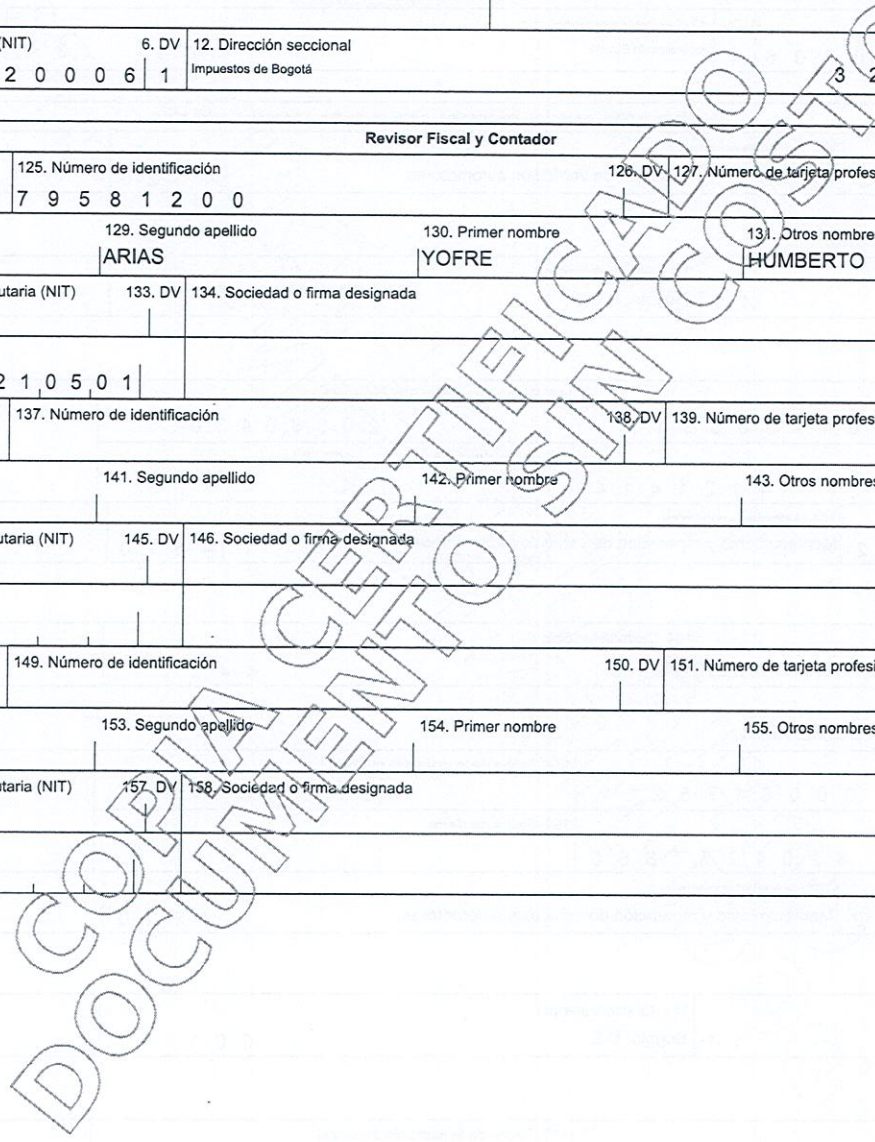 (NIT) 6. DV 12. Dirección seccional
2 0 0 0 6 1 Impuestos de Bogotá 3 2
Revisor Fiscal y Contador
125. Número de identificación 126. DV 127. Número de tarjeta profes
7 9 5 8 1 2 0 0
129. Segundo apellido 130. Primer nombre 131. Otros nombre
ARIAS YOFRE HUMBERTO
utaria (NIT) 133. DV 134. Sociedad o firma designada
2 1 0 5 0 1
137. Número de identificación 138. DV 139. Número de tarjeta profes
141. Segundo apellido 142. Primer nombre 143. Otros nombres
utaria (NIT) 145. DV 146. Sociedad o firma designada
149. Número de identificación 150. DV 151. Número de tarjeta profesi
153. Segundo apellido 154. Primer nombre 155. Otros nombres
utaria (NIT) 157. DV 158. Sociedad o firma designada
COPIA CERTIFICADO
DOCUMENTO SIN COSTO